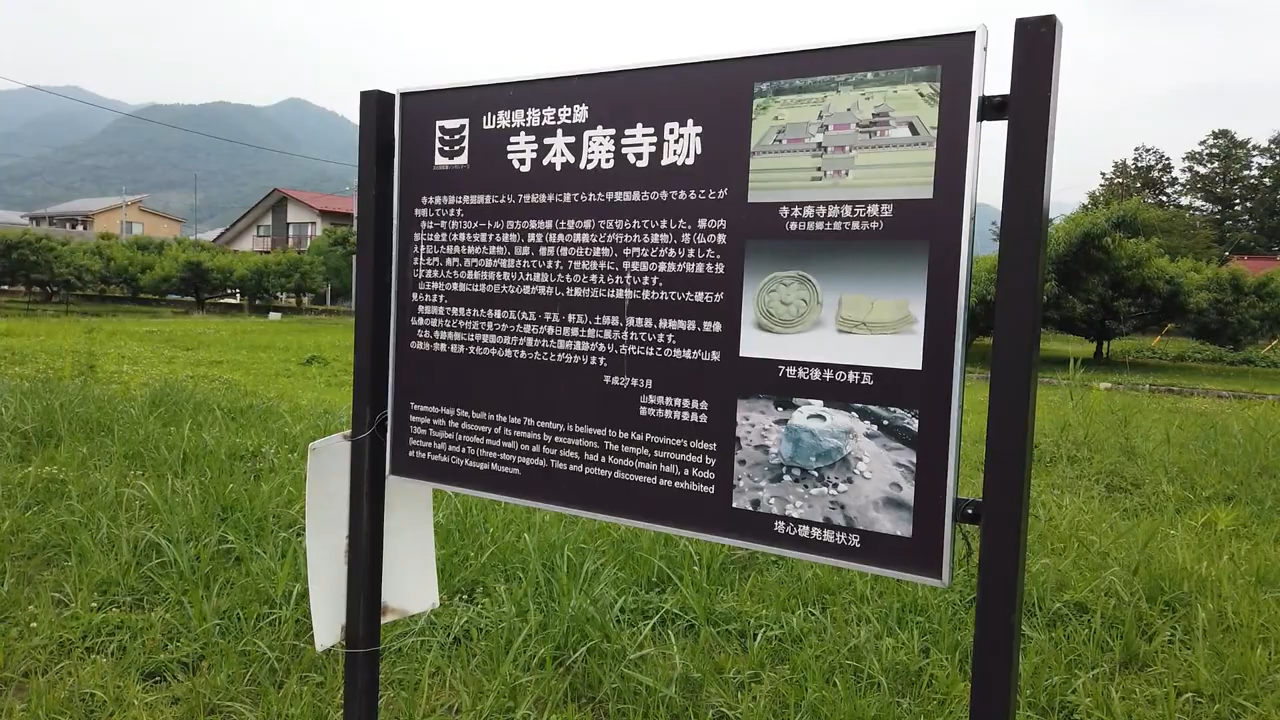 山梨県指定史跡
寺本廃寺跡
寺本廃寺跡は発掘調査により、7世紀後半に建てられた甲斐国最古の寺であることが
判明しています。
寺は一町(約130メートル)四方の築地塀(土壁の塀)で区切られていました。塀の内
部には金堂(本尊を安置する建物)、講堂(経典の講義などが行われる建物)、塔(仏の教
えを記した経典を納めた建物)、回廊、僧房(僧の住む建物)、中門などがありました。
また北門、南門、西門の跡が確認されています。7世紀後半に、甲斐国の豪族が財産を投
じて渡来人たちの最新技術を取り入れ建設したものと考えられています。
山王神社の東側には塔の巨大な心礎が現存し、社殿付近には建物に使われていた礎石が
見られます。
発掘調査で発見された各種の瓦(丸瓦・平瓦・軒瓦)、土師器、須恵器、緑釉陶器、塑像
仏像の破片などや付近で見つかった礎石が春日居郷土館に展示されています。
なお、寺跡南側には甲斐国の政庁が置かれた国府遺跡があり、古代にはこの地域が山梨
の政治・宗教・経済・文化の中心地であったことが分かります。
平成27年3月
山梨県教育委員会
笛吹市教育委員会
Teramoto-Haiji Site, built in the late 7th century, is believed to be Kai Province's oldest
temple with the discovery of its remains by excavations. The temple, surrounded by
130m Tsuijibei (a roofed mud wall) on all four sides, had a Kondo (main hall), a Kodo
(lecture hall) and a To (three-story pagoda). Tiles and pottery discovered are exhibited
at the Fuefuki City Kasugai Museum.
寺本廃寺跡復元模型
(春日居郷土館で展示中)
7世紀後半の軒瓦
塔心礎発掘状況